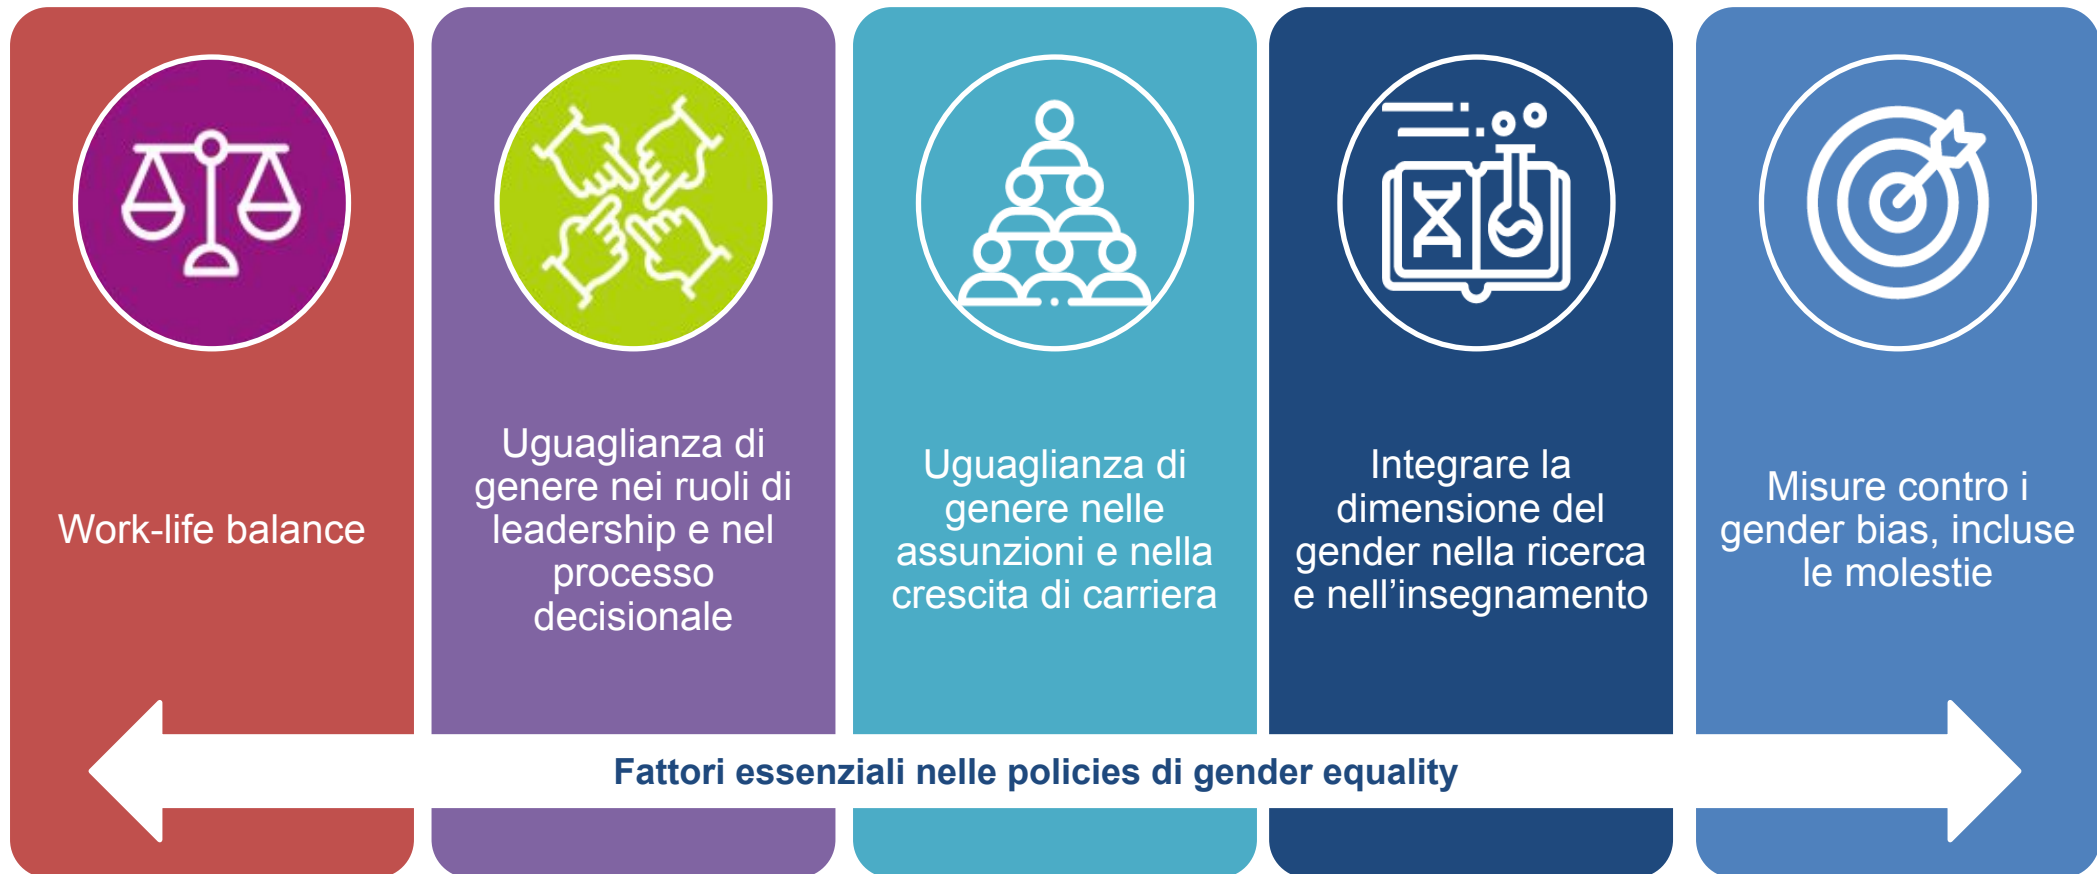 Work-life balance
Uguaglianza di
genere nei ruoli di
leadership e nel
processo
decisionale
Uguaglianza di
genere nelle
assunzioni e nella
crescita di carriera
Integrare la
dimensione del
gender nella ricerca
e nell’insegnamento
Misure contro i
gender bias, incluse
le molestie
Fattori essenziali nelle policies di gender equality